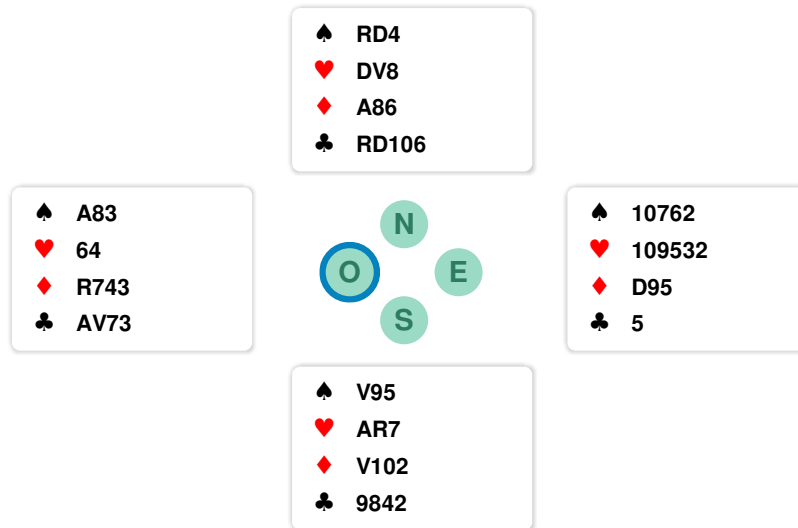 ♠ RD4
♥ DV8
♦ A86
♣ RD106
♠ A83
♥ 64
♦ R743
♣ AV73
N
O E
S
♠ 10762
♥ 109532
♦ D95
♣ 5
♠ V95
♥ AR7
♦ V102
♣ 9842